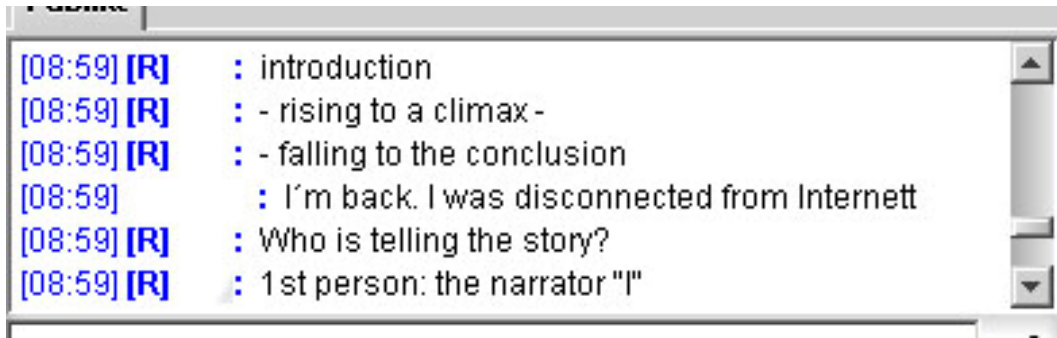 [08:59] [R] : introduction
[08:59] [R] : - rising to a climax -
[08:59] [R] : - falling to the conclusion
[08:59] : I´m back. I was disconnected from Internett
[08:59] [R] : Who is telling the story?
[08:59] [R] : 1st person: the narrator "I"